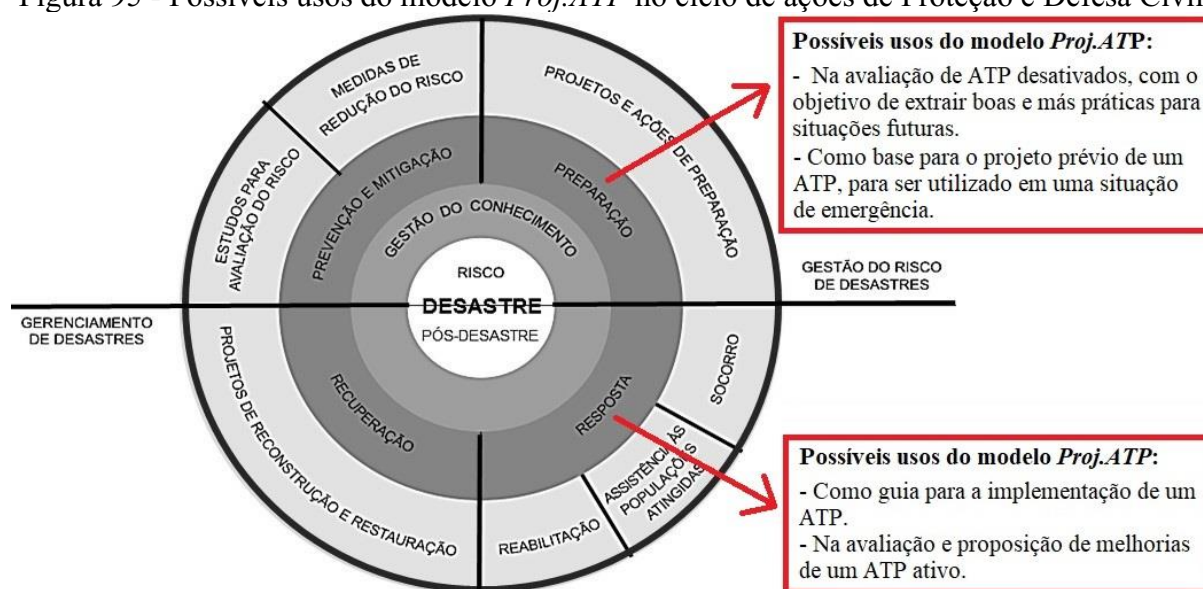 Figura 95 - Possíveis usos do modelo Proj.ATP no ciclo de ações de Proteção e Defesa Civil
MEDIDAS DE
REDUÇÃO DO RISCO
PROJETOS E AÇÕES DE PREPARAÇÃO
ESTUDOS PARA
AVALIAÇÃO DO RISCO
PREVENÇÃO E MITIGAÇÃO
PREPARAÇÃO
GESTÃO DO CONHECIMENTO
RISCO
DESASTRE
PÓS-DESASTRE
Possíveis usos do modelo Proj.ATP:
- Na avaliação de ATP desativados, com o
objetivo de extrair boas e más práticas para
situações futuras.
- Como base para o projeto prévio de um
ATP, para ser utilizado em uma situação
de emergência.
GESTÃO DO RISCO
DE DESASTRES
GERENCIAMENTO
DE DESASTRES
RECUPERAÇÃO
RESPOSTA
PROJETOS DE RECONSTRUÇÃO E RESTAURAÇÃO
REABILITAÇÃO
ASSISTÊNCIA ÀS
POPULAÇÕES
ATINGIDAS
SOCORRO
Possíveis usos do modelo Proj.ATP:
- Como guia para a implementação de um
ATP.
- Na avaliação e proposição de melhorias
de um ATP ativo.